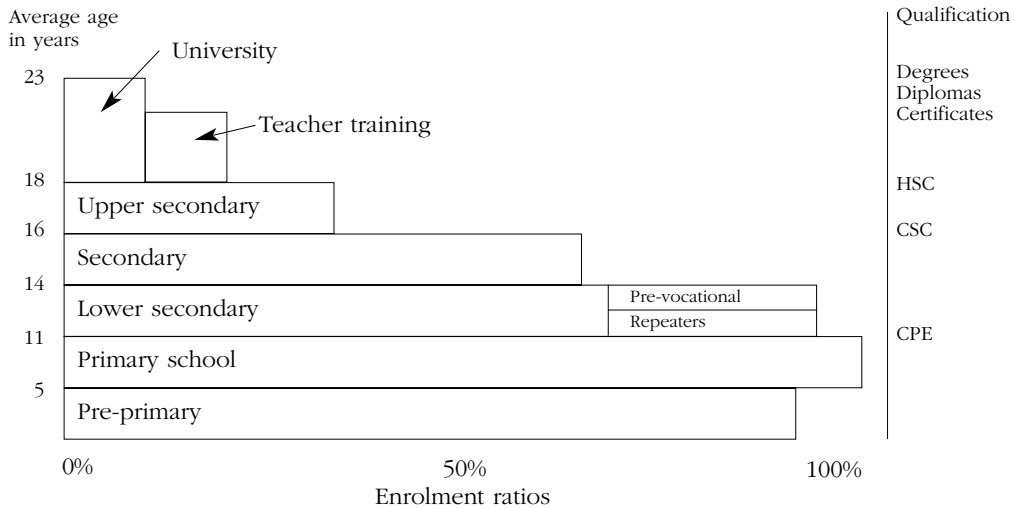 Average age
in years
Qualification
University
23
Degrees
Diplomas
Certificates
Teacher training
18
HSC
Upper secondary
16
CSC
Secondary
14
Lower secondary
Pre-vocational
Repeaters
11
CPE
Primary school
5
Pre-primary
0%
50%
100%
Enrolment ratios